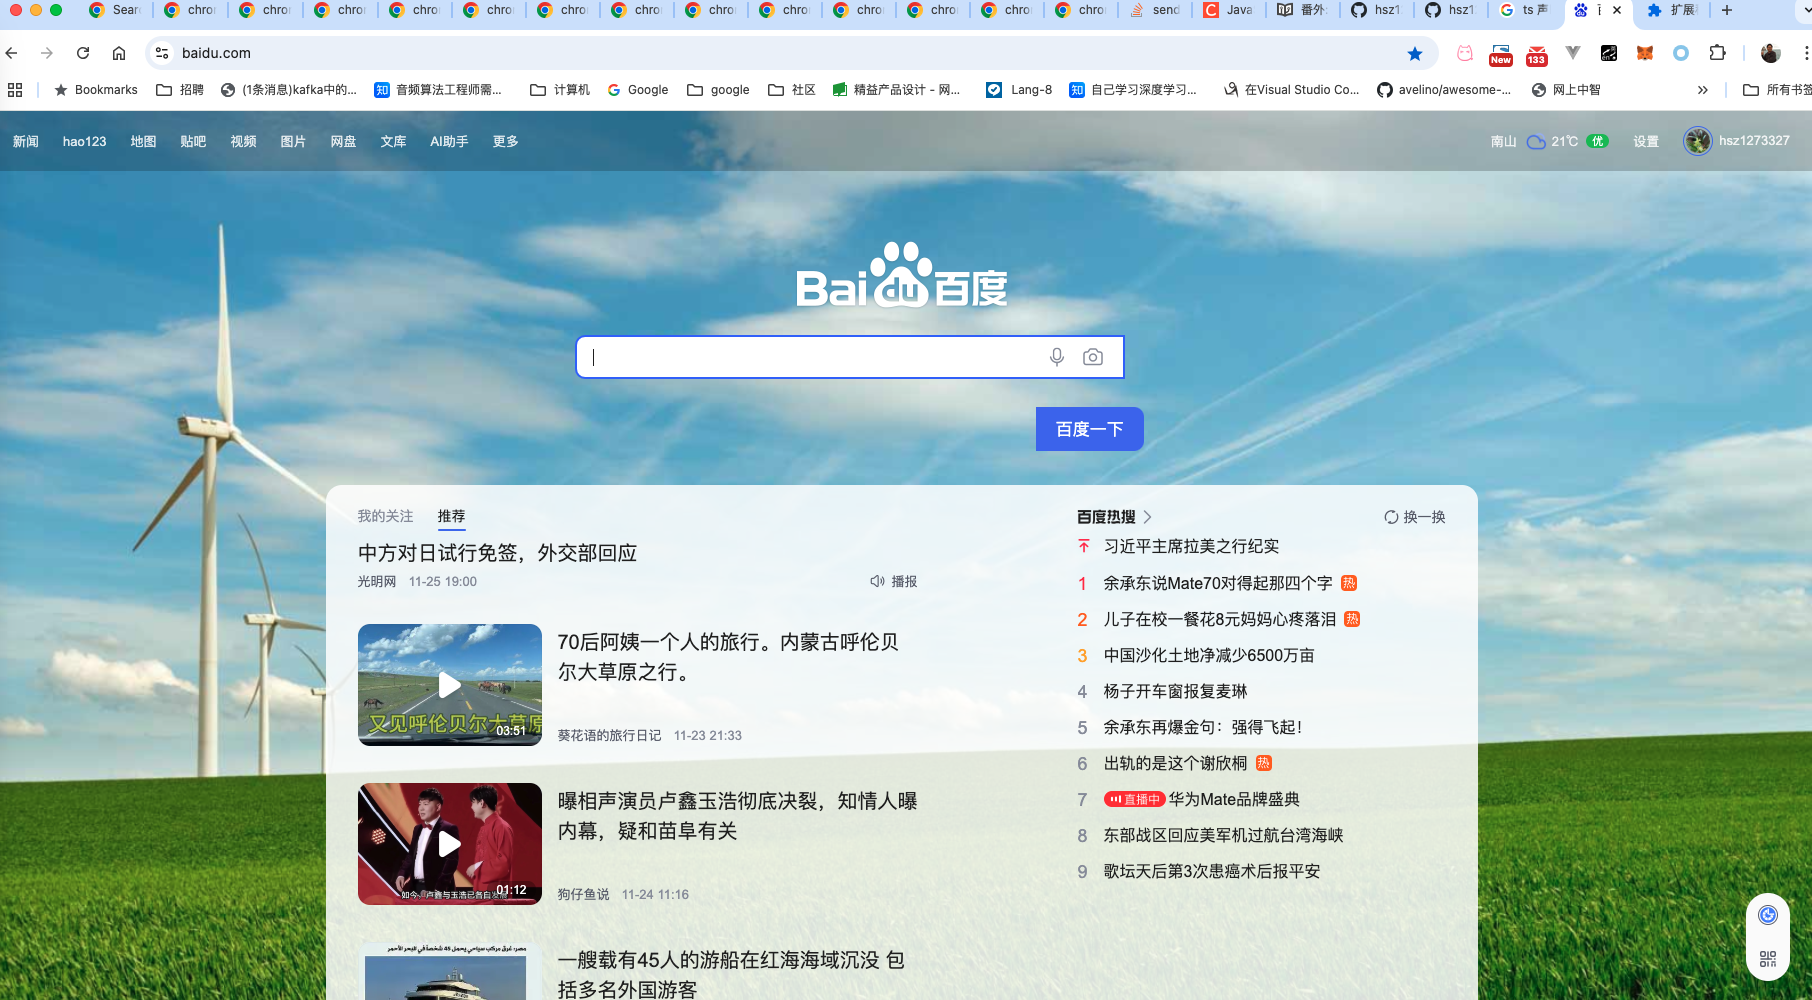 Sear
chro
chro
chro
chro
chro
chro
chro
chro
chro
chro
chro
chro
chro
send
Java
番外
hsz1
hsz1
ts 声
扩展
baidu.com
New
133
Bookmarks
招聘
(1条消息)kafka中的...
知 音频算法工程师需...
计算机
Google
google
社区
精益产品设计 - 网...
Lang-8
知 自己学习深度学习...
在Visual Studio Co...
avelino/awesome-...
网上中智
所有书签
新闻
hao123
地图
贴吧
视频
图片
网盘
文库
AI助手
更多
南山
21℃ 优
设置
hsz1273327
Bai du 百度
百度一下
我的关注
推荐
中方对日试行免签，外交部回应
光明网 11-25 19:00
播报
又见呼伦贝尔大草原
03:51
70后阿姨一个人的旅行。内蒙古呼伦贝
尔大草原之行。
葵花语的旅行日记 11-23 21:33
01:12
曝相声演员卢鑫玉浩彻底决裂，知情人曝
内幕，疑和苗阜有关
狗仔鱼说 11-24 11:16
一艘载有45人的游船在红海海域沉没 包
括多名外国游客
百度热搜
换一换
习近平主席拉美之行纪实
1 余承东说Mate70对得起那四个字 热
2 儿子在校一餐花8元妈妈心疼落泪 热
3 中国沙化土地净减少6500万亩
4 杨子开车窗报复麦琳
5 余承东再爆金句：强得飞起！
6 出轨的是这个谢欣桐 热
7 直播中 华为Mate品牌盛典
8 东部战区回应美军机过航台湾海峡
9 歌坛天后第3次患癌术后报平安